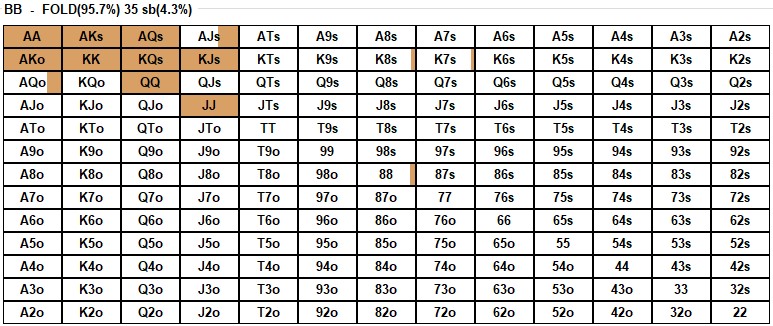 BB - FOLD(95.7%) 35 sb(4.3%)
AA AKs AQs AJs ATs A9s A8s A7s A6s A5s A4s A3s A2s
AKo KK KQs KJs KTs K9s K8s K7s K6s K5s K4s K3s K2s
AQo KQo QQ QJs QTs Q9s Q8s Q7s Q6s Q5s Q4s Q3s Q2s
AJo KJo QJo JJ JTs J9s J8s J7s J6s J5s J4s J3s J2s
ATo KTo QTo JTo TT T9s T8s T7s T6s T5s T4s T3s T2s
A9o K9o Q9o J9o T9o 99 98s 97s 96s 95s 94s 93s 92s
A8o K8o Q8o J8o T8o 98o 88 87s 86s 85s 84s 83s 82s
A7o K7o Q7o J7o T7o 97o 87o 77 76s 75s 74s 73s 72s
A6o K6o Q6o J6o T6o 96o 86o 76o 66 65s 64s 63s 62s
A5o K5o Q5o J5o T5o 95o 85o 75o 65o 55 54s 53s 52s
A4o K4o Q4o J4o T4o 94o 84o 74o 64o 54o 44 43s 42s
A3o K3o Q3o J3o T3o 93o 83o 73o 63o 53o 43o 33 32s
A2o K2o Q2o J2o T2o 92o 82o 72o 62o 52o 42o 32o 22